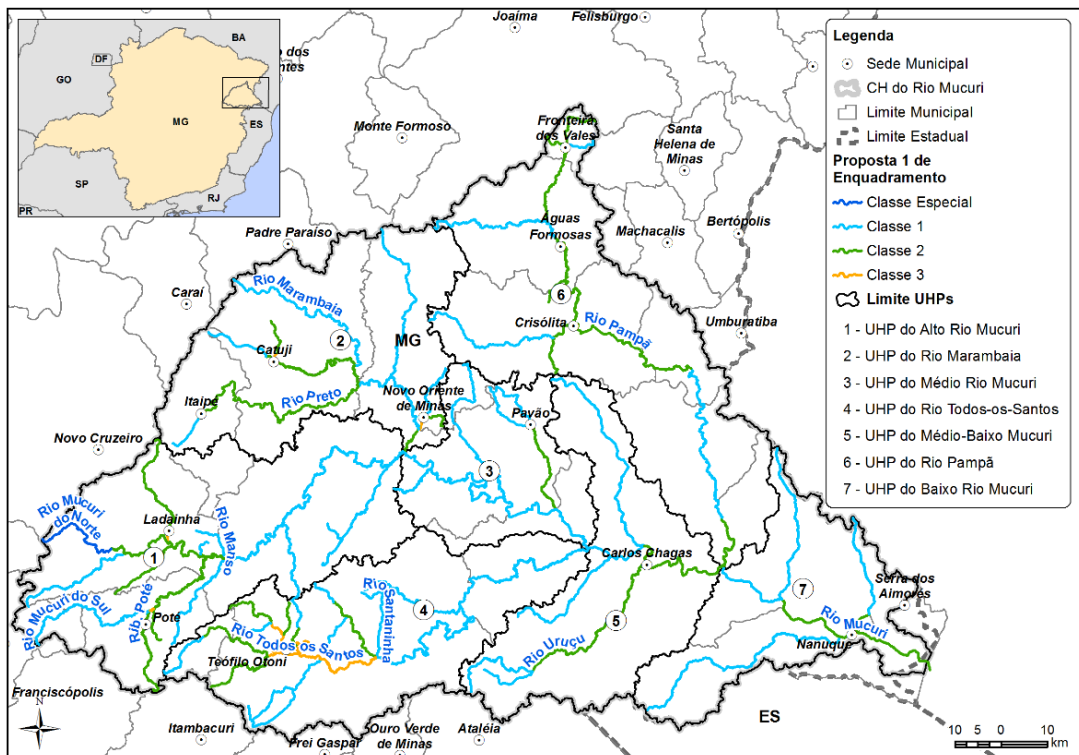 BA
DF
GO
MG
ES
SP
RJ
PR
o dos
ntes
Joaíma
Felisburgo
Monte Formoso
Fronteira
dos Vales
Santa
Helena de
Minas
Padre Paraíso
Águas
Formosas
Machacalis
Bertópolis
Caraí
Rio Marambaia
6
Crisólita
Rio Pampã
Umburatiba
2
MG
Catuji
Itaipé
Rio Preto
Novo Oriente
de Minas
Pavão
Novo Cruzeiro
3
Rio Mucuri
do Norte
Ladainha
Rio Manso
1
Carlos Chagas
Rio Mucuri do Sul
Rib. Poté
Poté
Rio Santaninha
4
7
Serra dos
Aimorés
Rio Todos os Santos
Teófilo Otoni
Rio Uruçu
5
Rio Mucuri
Nanuque
Franciscópolis
N
Itambacuri
Frei Gaspar
Ouro Verde
de Minas
Ataléia
ES
10 5 0 10
km
Legenda
Sede Municipal
CH do Rio Mucuri
Limite Municipal
Limite Estadual
Proposta 1 de
Enquadramento
Classe Especial
Classe 1
Classe 2
Classe 3
Limite UHPs
1 - UHP do Alto Rio Mucuri
2 - UHP do Rio Marambaia
3 - UHP do Médio Rio Mucuri
4 - UHP do Rio Todos-os-Santos
5 - UHP do Médio-Baixo Mucuri
6 - UHP do Rio Pampã
7 - UHP do Baixo Rio Mucuri